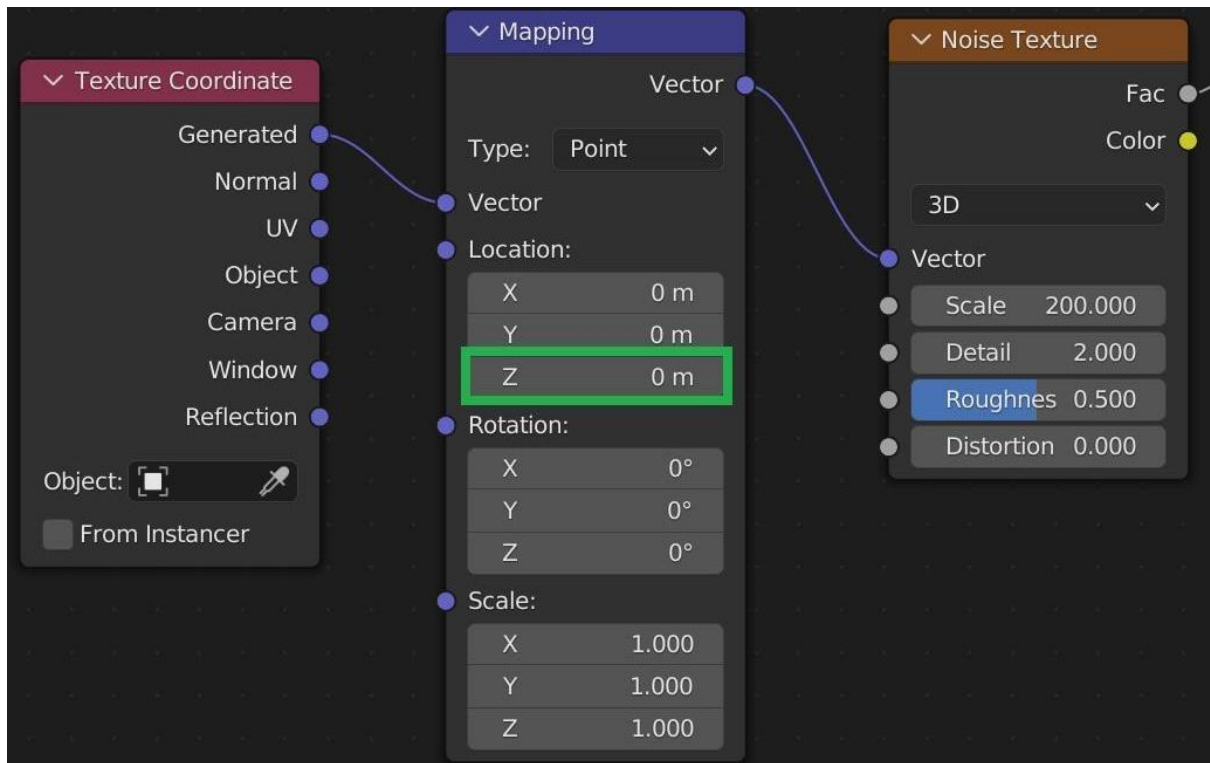 Texture Coordinate
Generated
Normal
UV
Object
Camera
Window
Reflection
Object:
From Instancer
Mapping
Vector
Type: Point
Vector
Location:
X 0 m
Y 0 m
Z 0 m
Rotation:
X 0°
Y 0°
Z 0°
Scale:
X 1.000
Y 1.000
Z 1.000
Noise Texture
Fac
Color
3D
Vector
Scale 200.000
Detail 2.000
Roughnes 0.500
Distortion 0.000